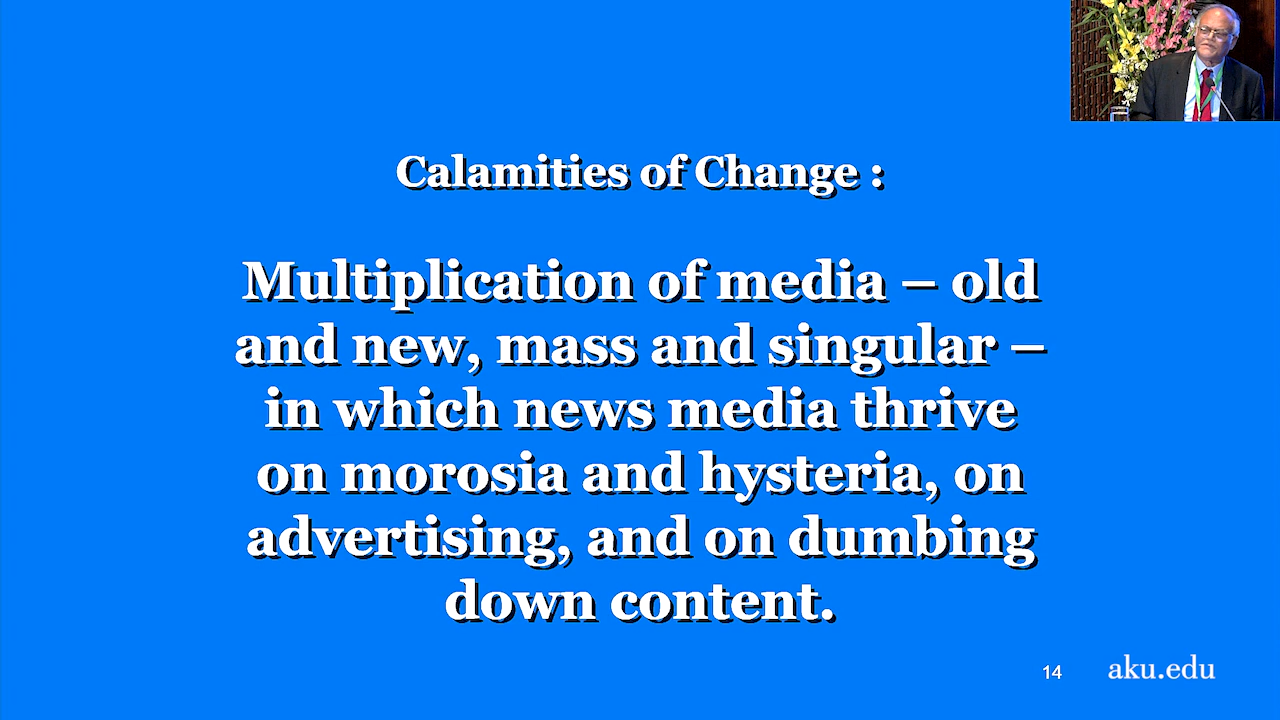 Calamities of Change :
Multiplication of media – old
and new, mass and singular –
in which news media thrive
on morosia and hysteria, on
advertising, and on dumbing
down content.
14
aku.edu